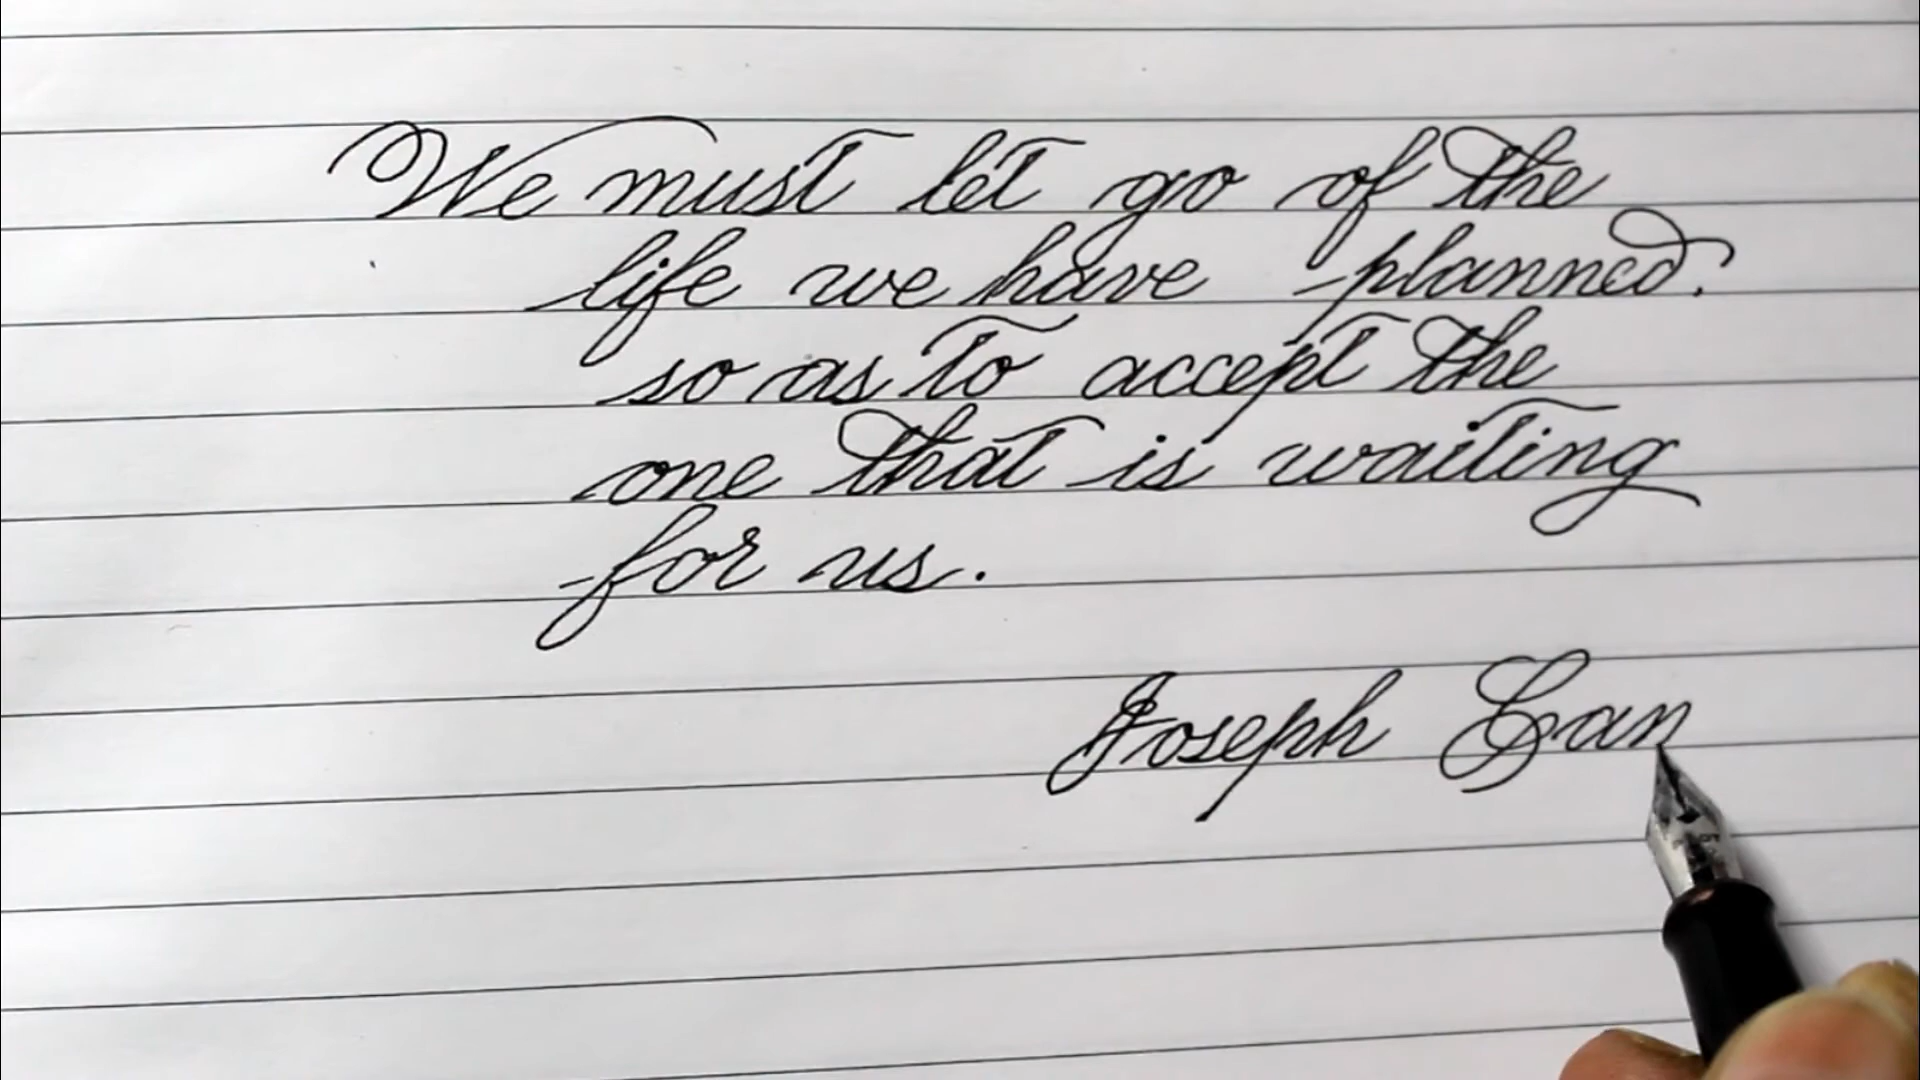 We must let go of the
life we have planned.
so as to accept the
one that is waiting
for us.
Joseph Can